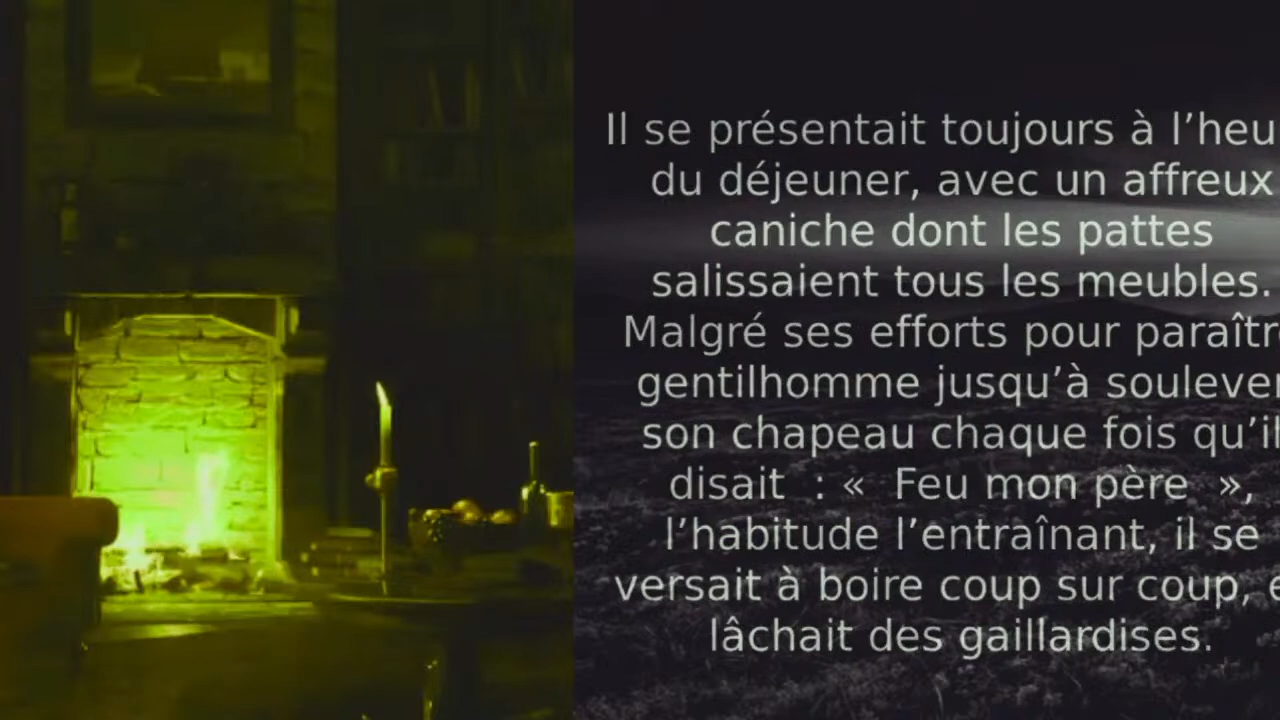 Il se présentait toujours à l’heu
du déjeuner, avec un affreux
caniche dont les pattes
salissaient tous les meubles.
Malgré ses efforts pour paraîtr
gentilhomme jusqu’à soulever
son chapeau chaque fois qu’il
disait : « Feu mon père »,
l’habitude l’entraînant, il se
versait à boire coup sur coup, e
lâchait des gaillardises.